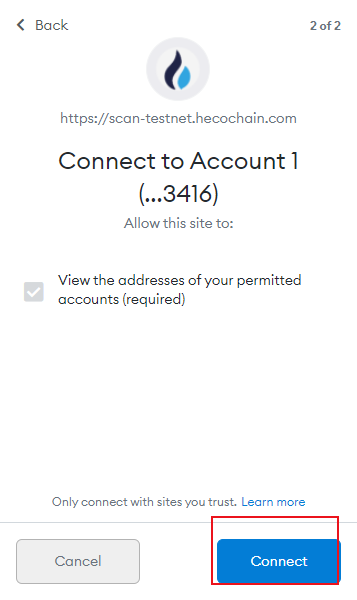 Back
2 of 2
https://scan-testnet.hecochain.com
Connect to Account 1
(...3416)
Allow this site to:
View the addresses of your permitted
accounts (required)
Only connect with sites you trust. Learn more
Cancel
Connect